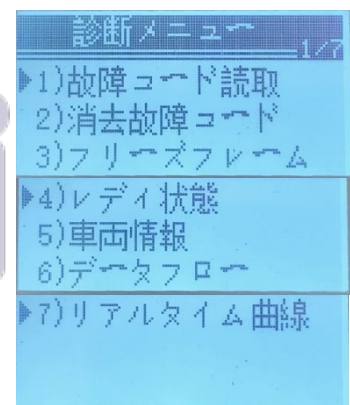 診断メニュー
1/7
1)故障コード読取
2)消去故障コード
3)フリーズフレーム
4)レディ状態
5)車両情報
6)データフロー
7)リアルタイム曲線